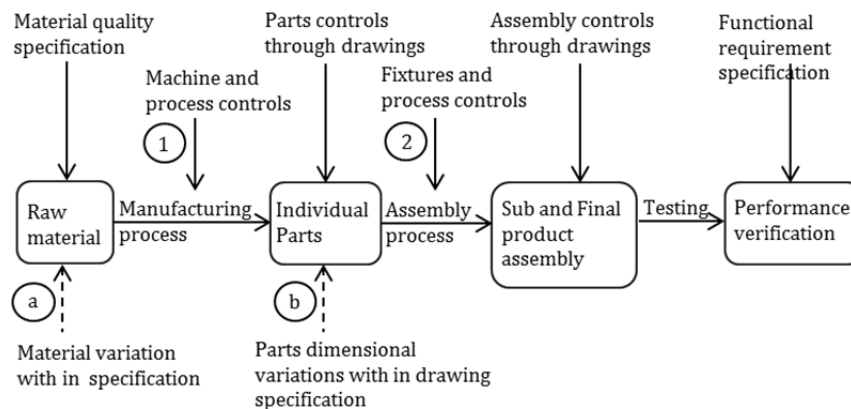 Material quality
specification
Parts controls
through drawings
Assembly controls
through drawings
Functional
requirement
specification
Machine and
process controls
Fixtures and
process controls
1
2
Raw
material
Manufacturing
process
Individual
Parts
Assembly
process
Sub and Final
product
assembly
Testing
Performance
verification
a
b
Material variation
with in specification
Parts dimensional
variations with in drawing
specification